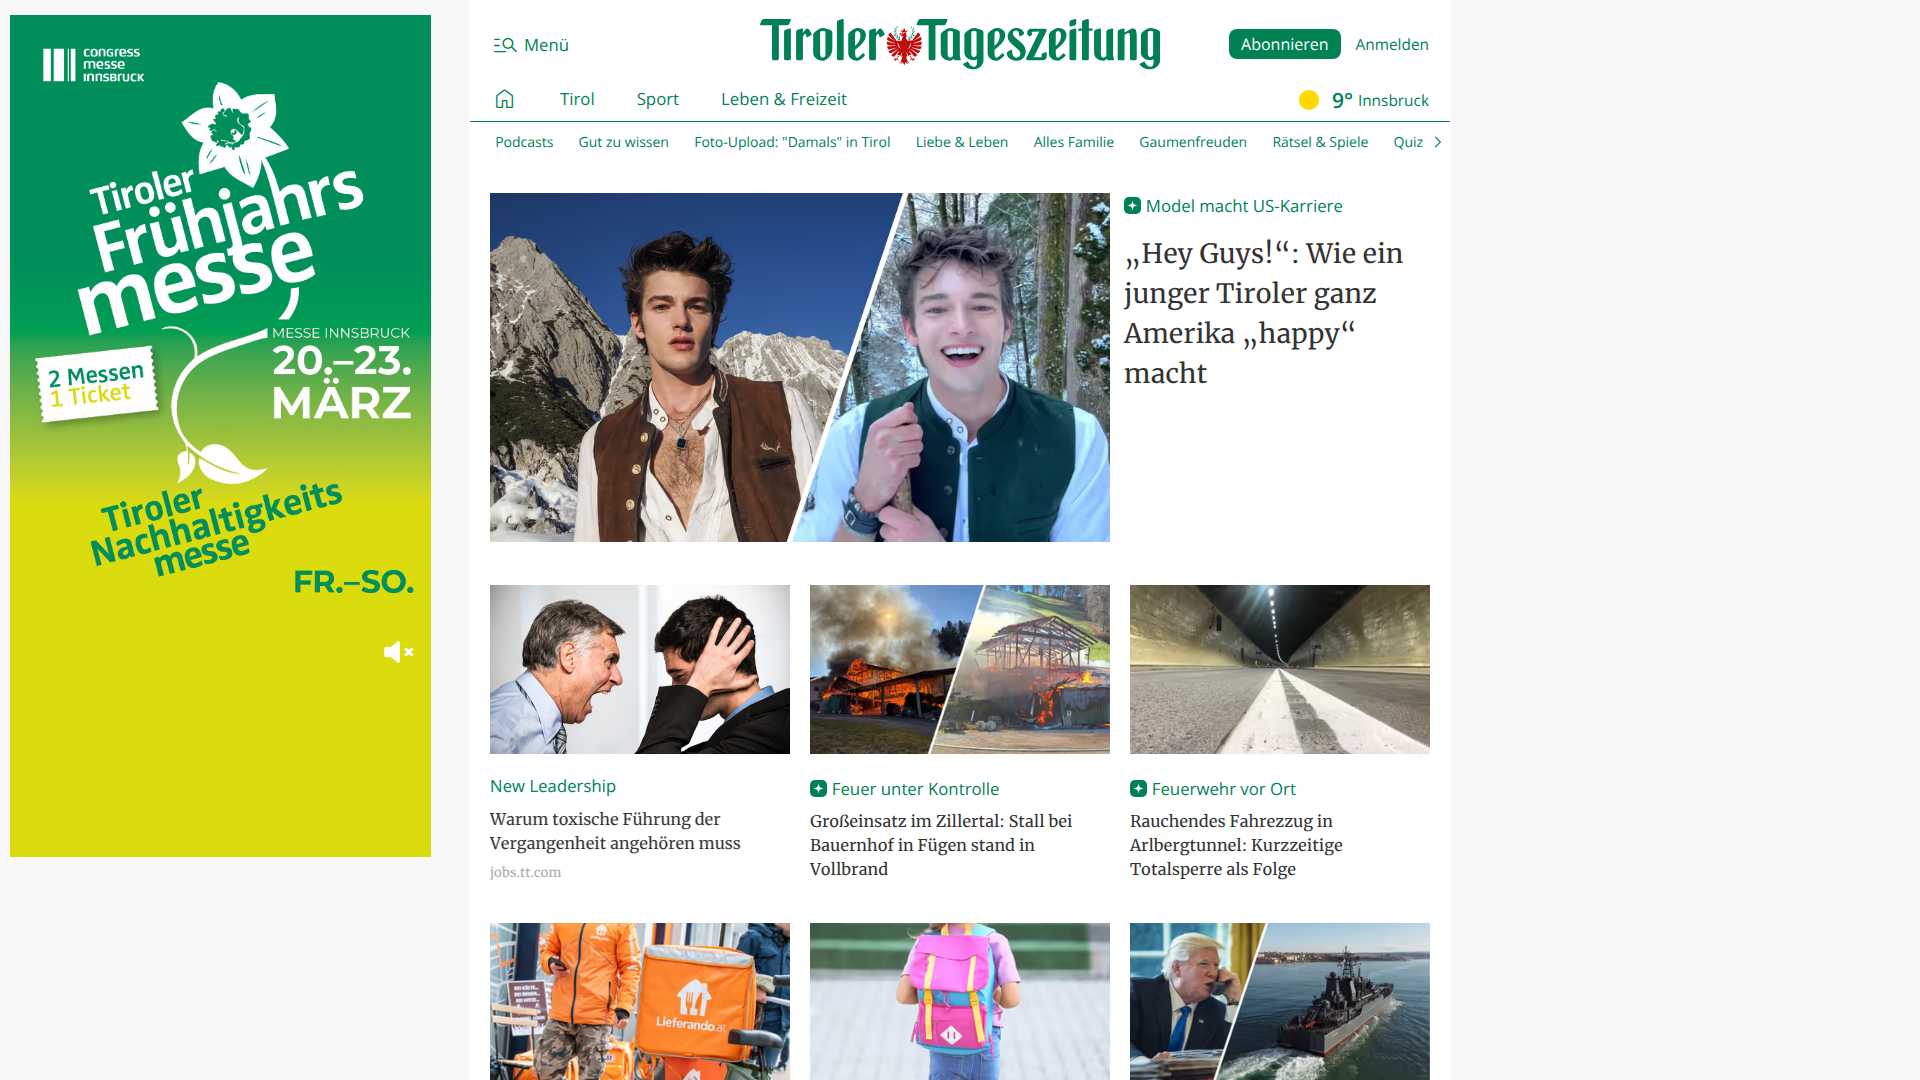 congress
messe
innsbruck
Tiroler
Frühjahrs
messe
MESSE INNSBRUCK
20.–23.
MÄRZ
2 Messen
1 Ticket
Tiroler
Nachhaltigkeits
messe
FR.–SO.
Menü
Tiroler Tageszeitung
Abonnieren
Anmelden
Tirol
Sport
Leben & Freizeit
9° Innsbruck
Podcasts
Gut zu wissen
Foto-Upload: "Damals" in Tirol
Liebe & Leben
Alles Familie
Gaumenfreuden
Rätsel & Spiele
Quiz
Model macht US-Karriere
„Hey Guys!“: Wie ein
junger Tiroler ganz
Amerika „happy“
macht
New Leadership
Warum toxische Führung der
Vergangenheit angehören muss
jobs.tt.com
Feuer unter Kontrolle
Großeinsatz im Zillertal: Stall bei
Bauernhof in Fügen stand in
Vollbrand
Feuerwehr vor Ort
Rauchendes Fahrezzug in
Arlbergtunnel: Kurzzeitige
Totalsperre als Folge
Lieferando.at